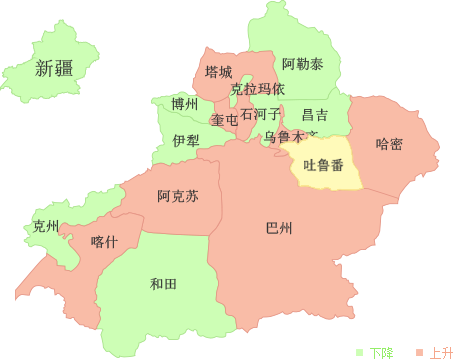 新疆
阿勒泰
塔城
克拉玛依
博州
昌吉
奎屯
石河子
伊犁
乌鲁木齐
哈密
吐鲁番
阿克苏
克州
巴州
喀什
和田
下降
上升